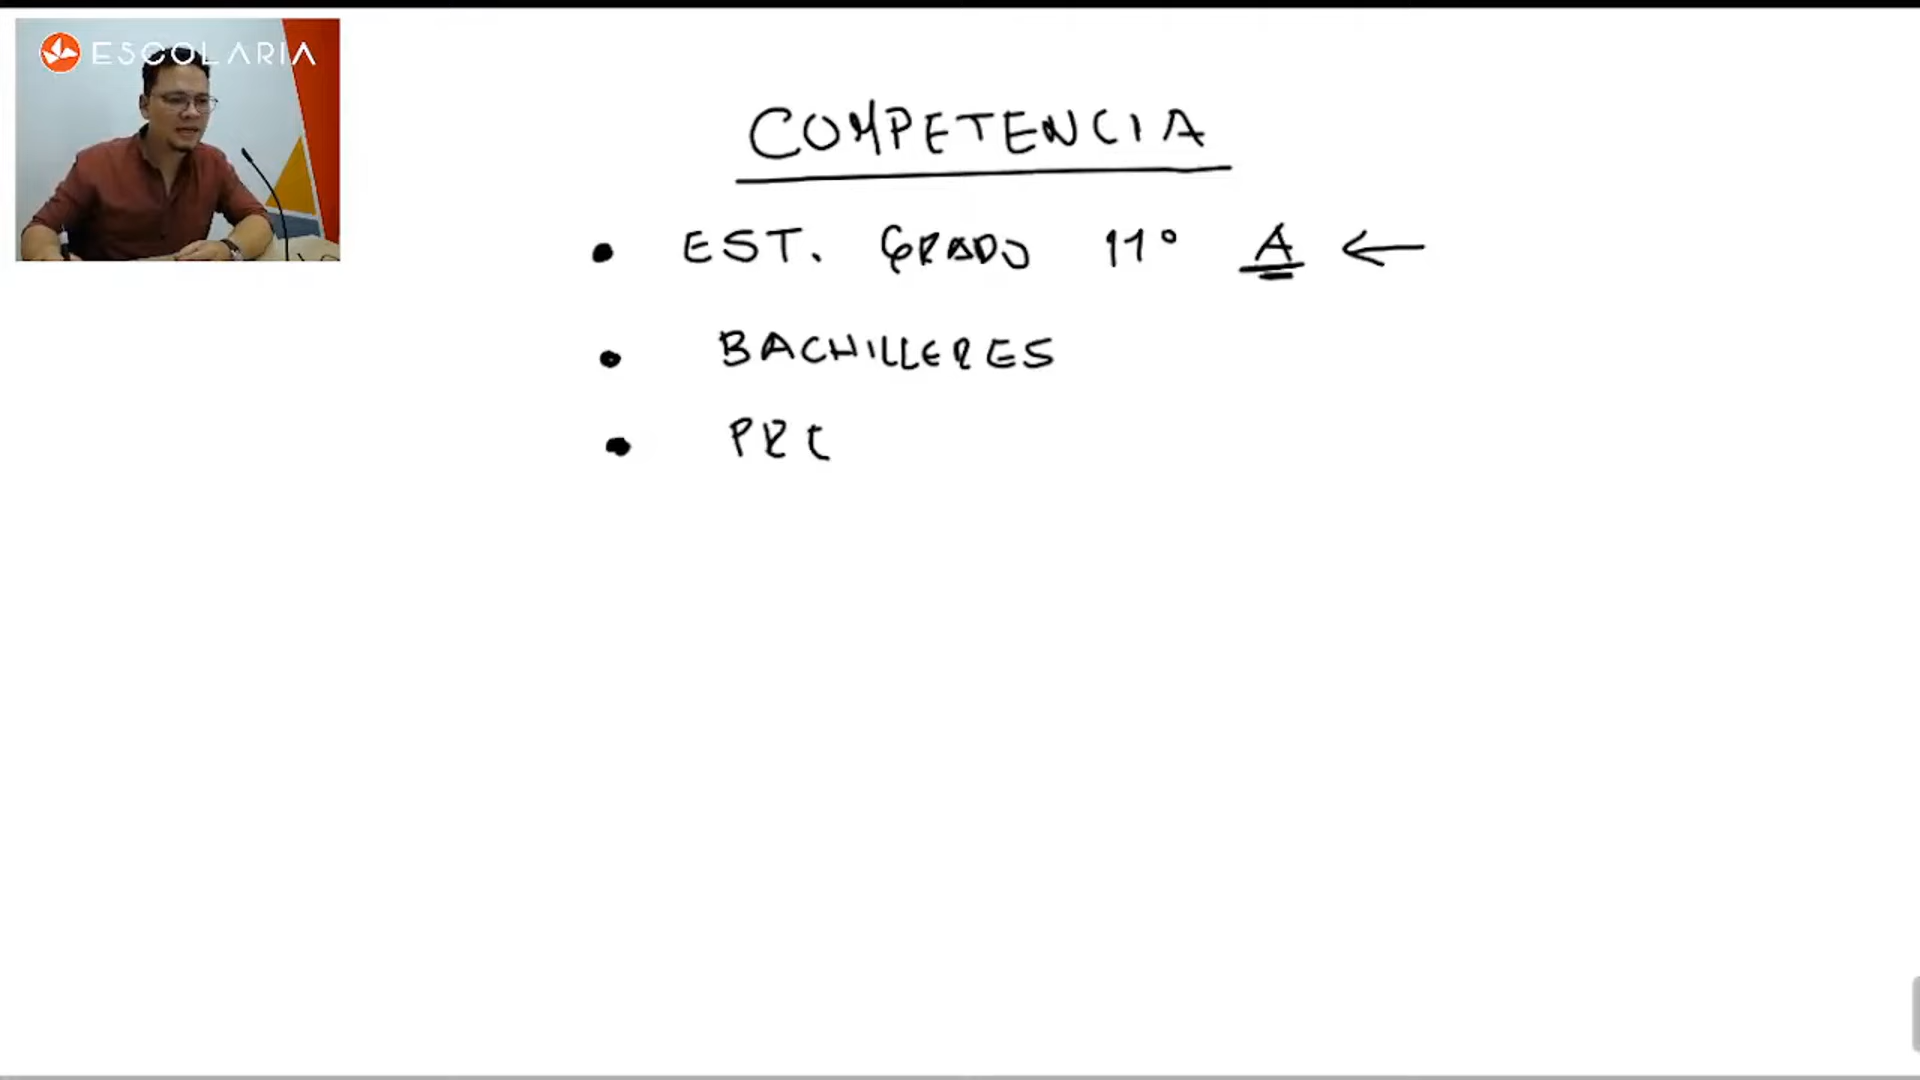 ESCOLARIA
COMPETENCIA
• EST. GRADO 11° A ←
• BACHILLERES
• PRE